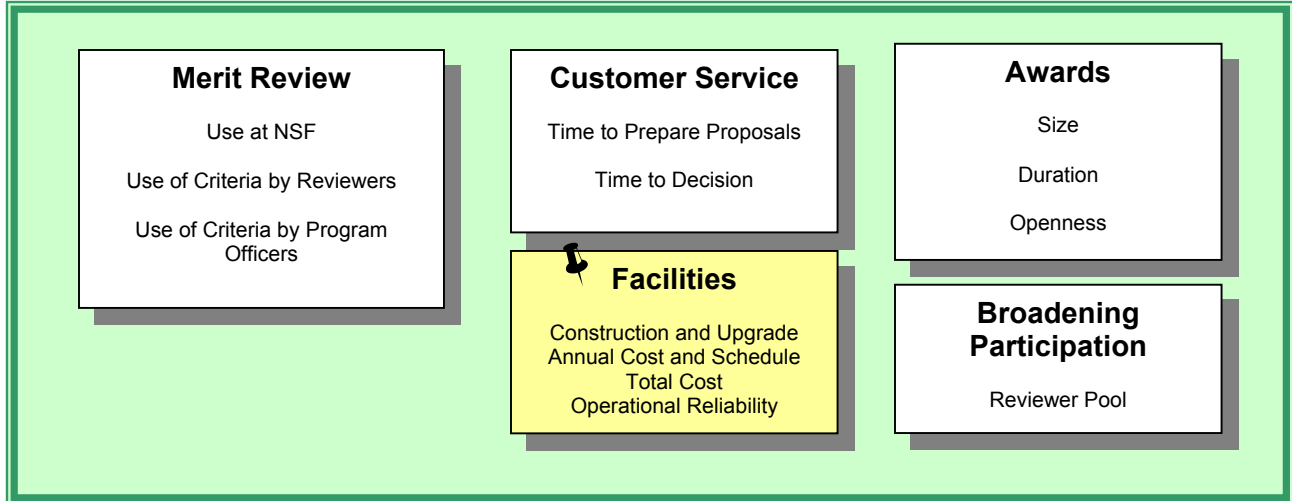 Merit Review
Use at NSF
Use of Criteria by Reviewers
Use of Criteria by Program
Officers
Customer Service
Time to Prepare Proposals
Time to Decision
Facilities
Construction and Upgrade
Annual Cost and Schedule
Total Cost
Operational Reliability
Awards
Size
Duration
Openness
Broadening
Participation
Reviewer Pool